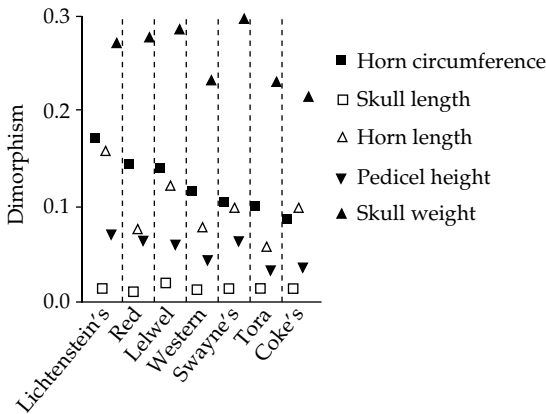 0.3
0.2
0.1
0.0
Dimorphism
Lichtenstein's
Red
Lelwel
Western
Swayne's
Tora
Coke's
Horn circumference
Skull length
Horn length
Pedicel height
Skull weight